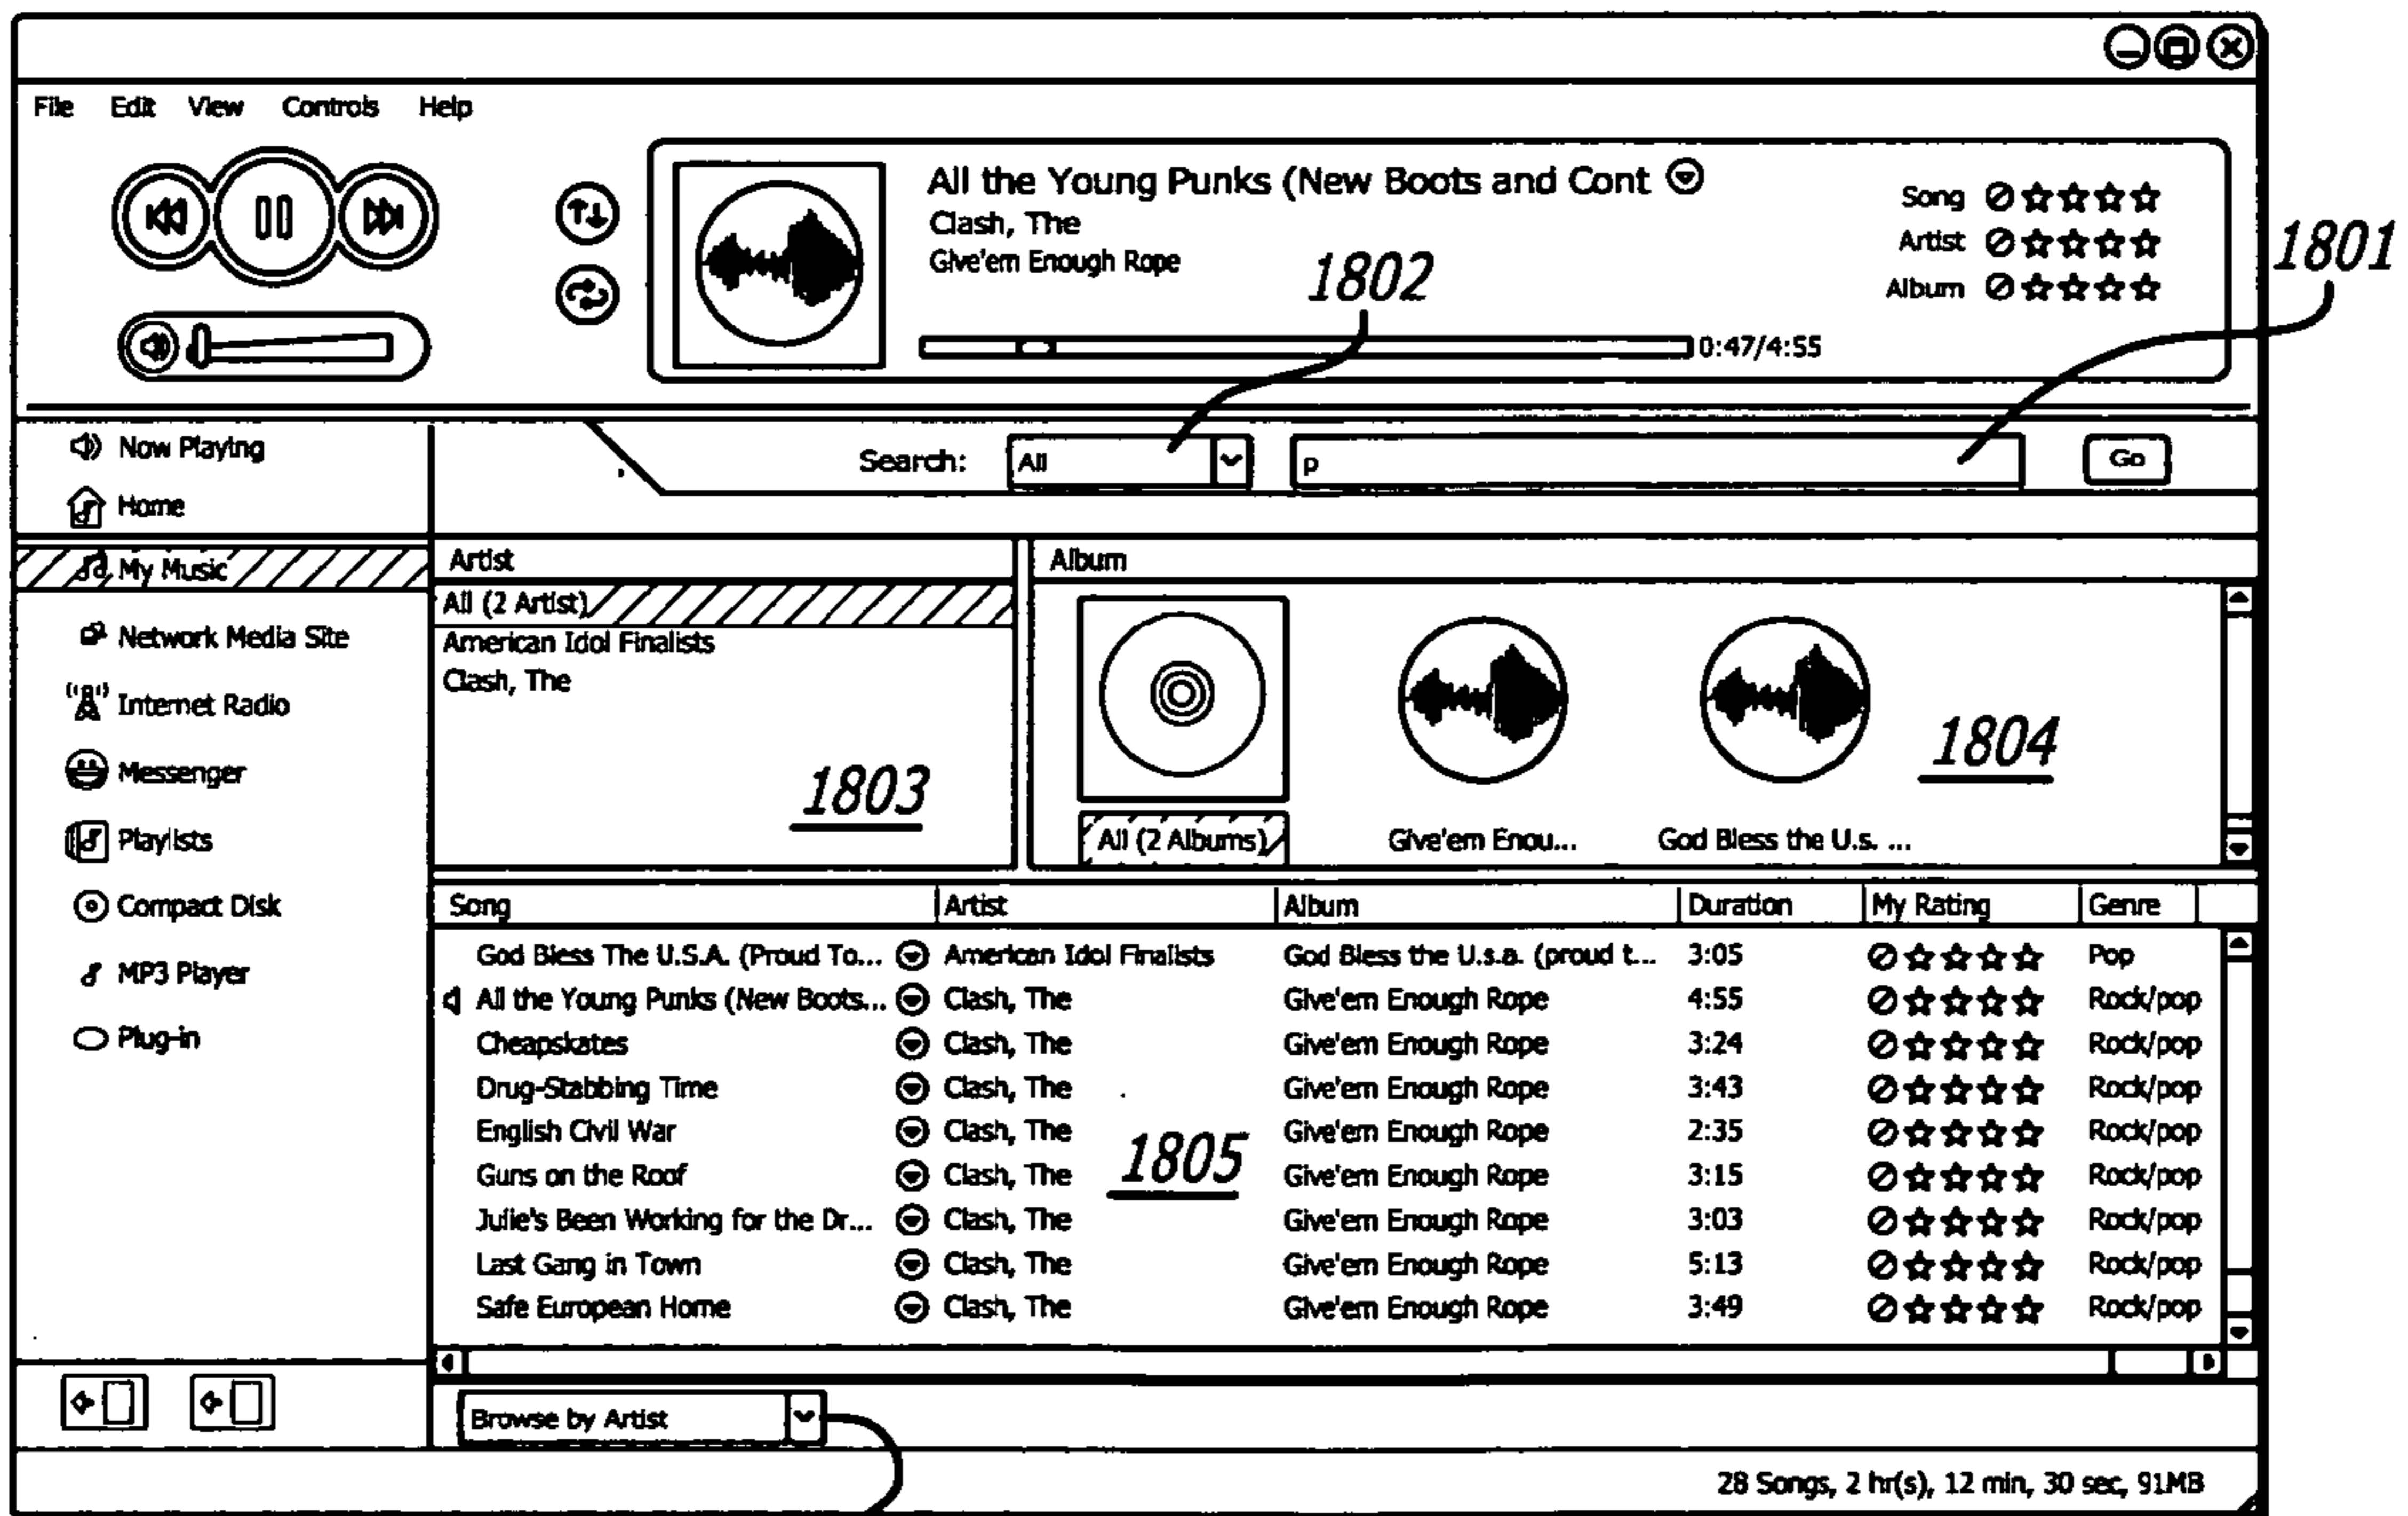 File Edit View Controls Help
All the Young Punks (New Boots and Cont
Clash, The
Give'em Enough Rope
Song
Artist
Album
1801
1802
0:47/4:55
Now Playing
Search: All p Go
Home
My Music
Network Media Site
Internet Radio
Messenger
Playlists
Compact Disk
MP3 Player
Plug-in
Artist
All (2 Artist)
American Idol Finalists
Clash, The
1803
Album
1804
All (2 Albums) Give'em Enou... God Bless the U.s. ...
Song Artist Album Duration My Rating Genre
God Bless The U.S.A. (Proud To... American Idol Finalists God Bless the U.s.a. (proud t... 3:05 Pop
All the Young Punks (New Boots... Clash, The Give'em Enough Rope 4:55 Rock/pop
Cheapskates Clash, The Give'em Enough Rope 3:24 Rock/pop
Drug-Stabbing Time Clash, The Give'em Enough Rope 3:43 Rock/pop
English Civil War Clash, The Give'em Enough Rope 2:35 Rock/pop
1805
Guns on the Roof Clash, The Give'em Enough Rope 3:15 Rock/pop
Julie's Been Working for the Dr... Clash, The Give'em Enough Rope 3:03 Rock/pop
Last Gang in Town Clash, The Give'em Enough Rope 5:13 Rock/pop
Safe European Home Clash, The Give'em Enough Rope 3:49 Rock/pop
Browse by Artist
28 Songs, 2 hr(s), 12 min, 30 sec, 91MB